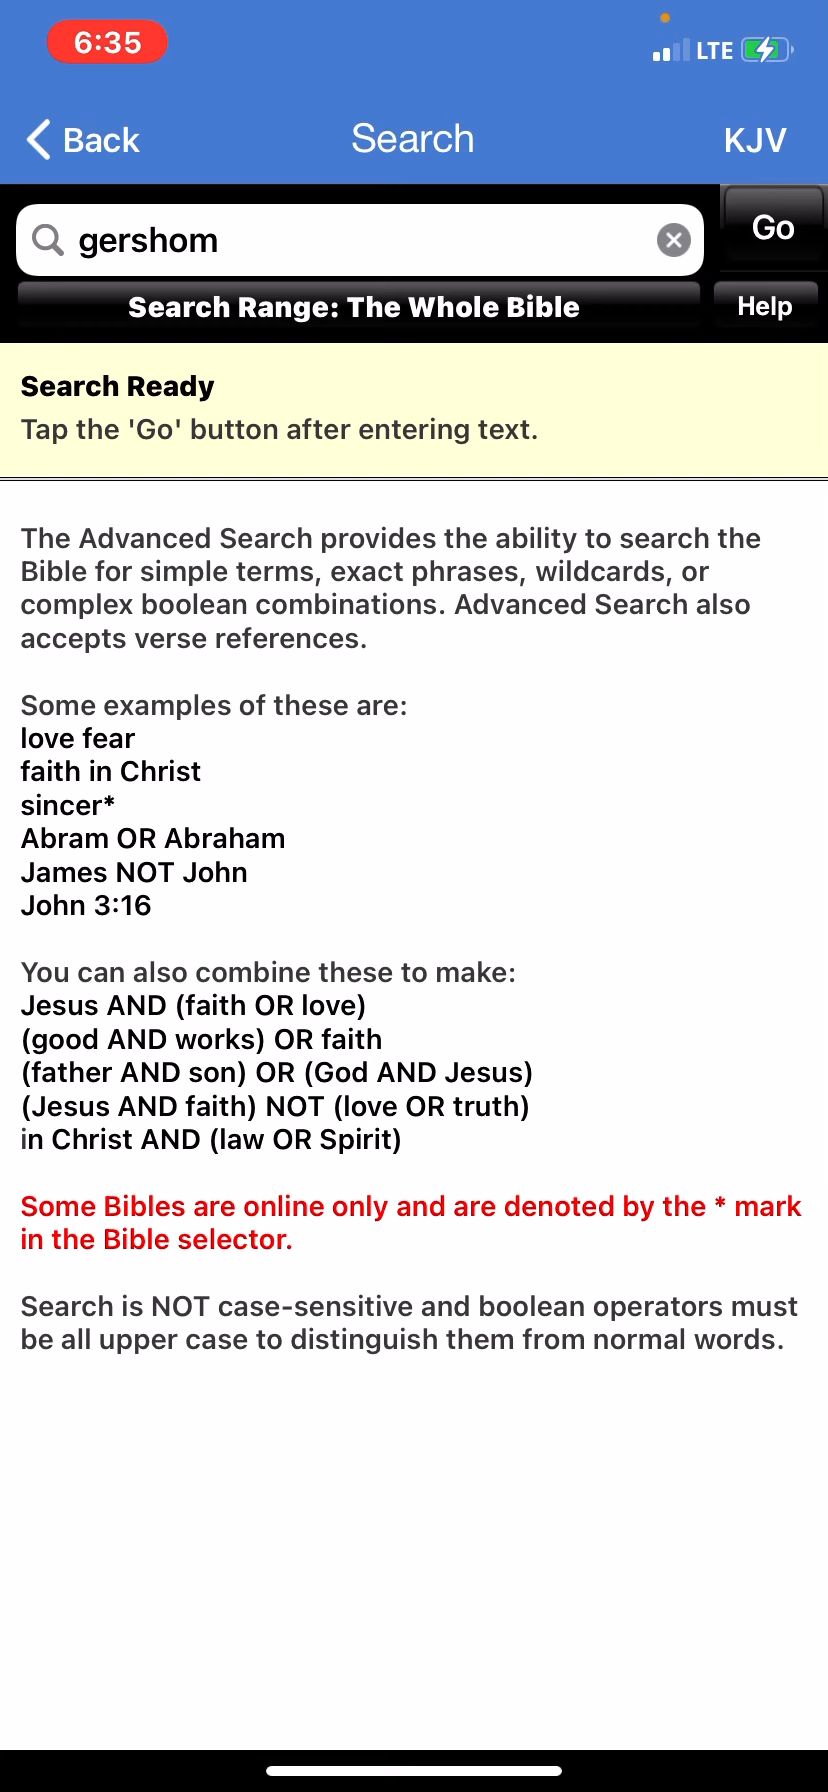 6:35
LTE
Back
Search
KJV
gershom
Go
Search Range: The Whole Bible
Help
Search Ready
Tap the 'Go' button after entering text.
The Advanced Search provides the ability to search the
Bible for simple terms, exact phrases, wildcards, or
complex boolean combinations. Advanced Search also
accepts verse references.
Some examples of these are:
love fear
faith in Christ
sincer*
Abram OR Abraham
James NOT John
John 3:16
You can also combine these to make:
Jesus AND (faith OR love)
(good AND works) OR faith
(father AND son) OR (God AND Jesus)
(Jesus AND faith) NOT (love OR truth)
in Christ AND (law OR Spirit)
Some Bibles are online only and are denoted by the * mark
in the Bible selector.
Search is NOT case-sensitive and boolean operators must
be all upper case to distinguish them from normal words.